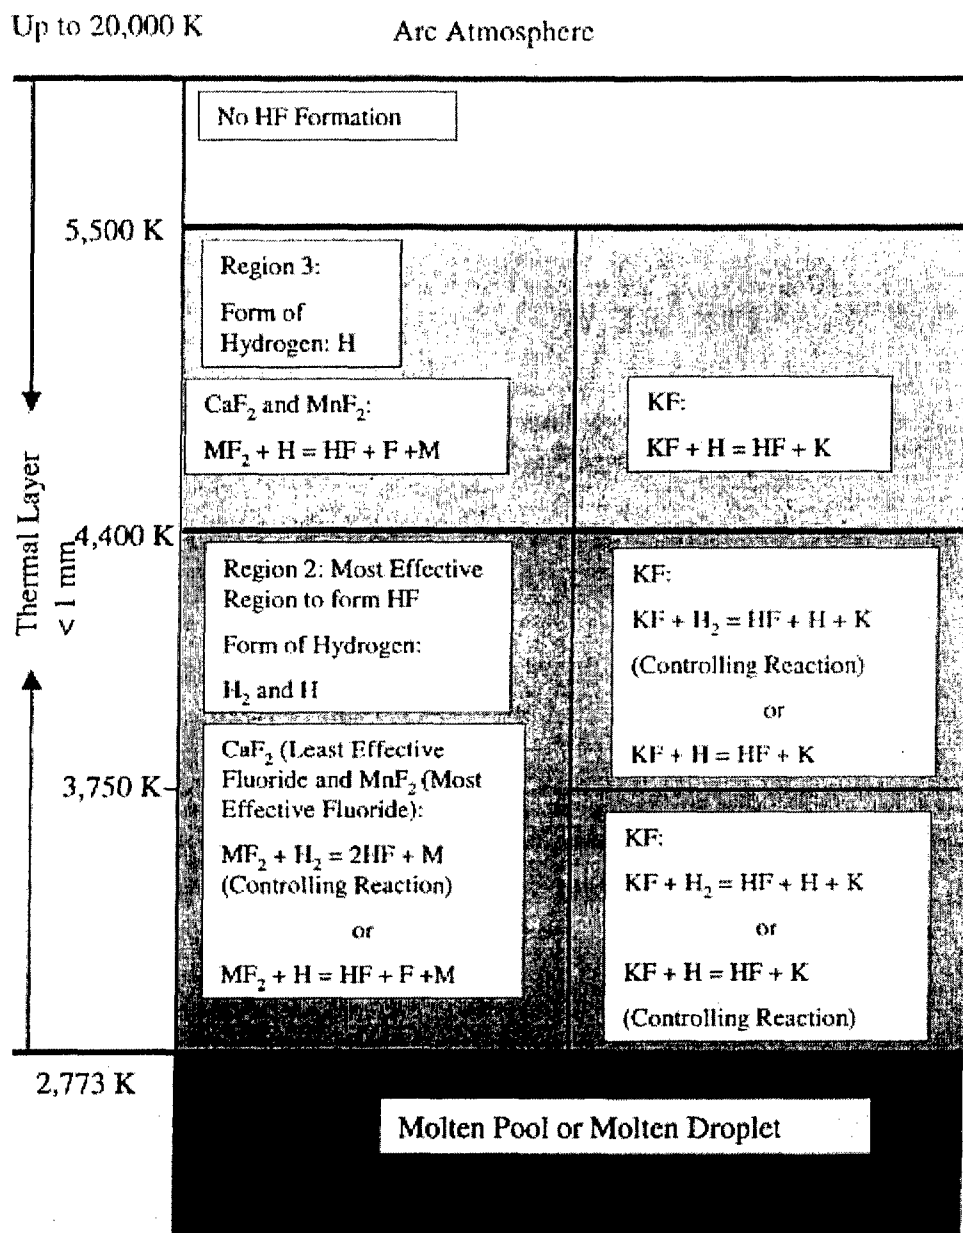 Up to 20,000 K
Arc Atmosphere
No HF Formation
5,500 K
Region 3:
Form of
Hydrogen: H
CaF₂ and MnF₂:
MF₂ + H = HF + F +M
KF:
KF + H = HF + K
Thermal Layer
< 1 mm
4,400 K
Region 2: Most Effective
Region to form HF
Form of Hydrogen:
H₂ and H
KF:
KF + H₂ = HF + H + K
(Controlling Reaction)
or
KF + H = HF + K
3,750 K
CaF₂ (Least Effective
Fluoride and MnF₂ (Most
Effective Fluoride):
MF₂ + H₂ = 2HF + M
(Controlling Reaction)
or
MF₂ + H = HF + F +M
KF:
KF + H₂ = HF + H + K
or
KF + H = HF + K
(Controlling Reaction)
2,773 K
Molten Pool or Molten Droplet